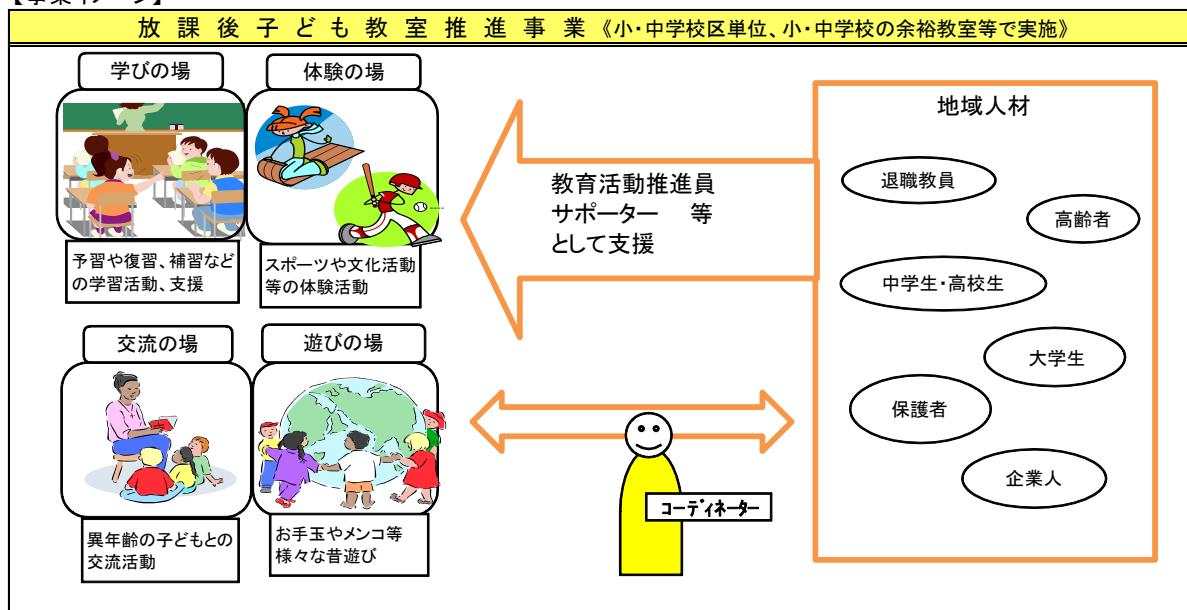 【事業イメージ】
放課後子ども教室推進事業《小・中学校区単位、小・中学校の余裕教室等で実施》
学びの場
体験の場
予習や復習、補習など
の学習活動、支援
スポーツや文化活動
等の体験活動
交流の場
遊びの場
異年齢の子どもとの
交流活動
お手玉やメンコ等
様々な昔遊び
教育活動推進員
サポーター 等
として支援
コーディネーター
地域人材
退職教員
高齢者
中学生・高校生
大学生
保護者
企業人